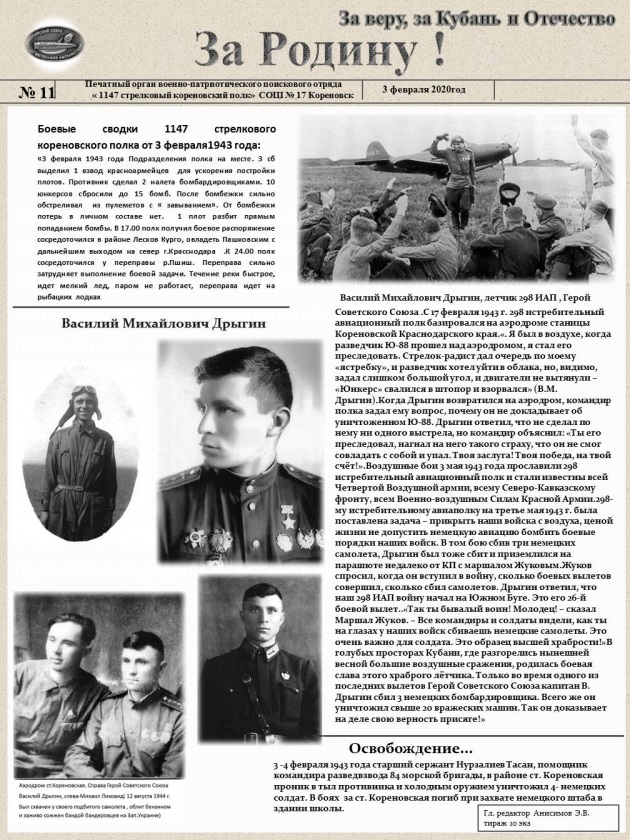 За веру, за Кубань и Отечество
За Родину !
№ 11
Печатный орган военно-патриотического поискового отряда
« 1147 стрелковый кореновский полк» СОШ № 17 Кореновск
3 февраля 2020год
Боевые сводки 1147 стрелкового
кореновского полка от 3 февраля1943 года:
«3 февраля 1943 года Подразделения полка на месте. 3 сб
выделил 1 взвод красноармейцев для ускорения постройки
плотов. Противник сделал 2 налета бомбардировщиками. 10
юнкерсов сбросили до 15 бомб. После бомбежки сильно
обстреливал из пулеметов с « завыванием». От бомбежки
потерь в личном составе нет. 1 плот разбит прямым
попаданием бомбы. В 17.00 полк получил боевое распоряжение
сосредоточился в районе Лесков Курго, овладеть Пашковским с
дальнейшим выходом на север г.Красснодара .К 24.00 полк
сосредоточился у переправы р.Пшиш. Переправа сильно
затрудняет выполнение боевой задачи. Течение реки быстрое,
идет мелкий лед, паром не работает, переправа идет на
рыбацких лодках
Василий Михайлович Дрыгин
Василий Михайлович Дрыгин, летчик 298 ИАП , Герой
Советского Союза .С 17 февраля 1943 г. 298 истребительный
авиационный полк базировался на аэродроме станицы
Кореновской Краснодарского края.«. Я был в воздухе, когда
разведчик Ю-88 прошел над аэродромом, я стал его
преследовать. Стрелок-радист дал очередь по моему
«ястребку», и разведчик хотел уйти в облака, но, видимо,
задал слишком большой угол, и двигатели не вытянули –
«Юнкерс» свалился в штопор и взорвался» (В.М.
Дрыгин).Когда Дрыгин возвратился на аэродром, командир
полка задал ему вопрос, почему он не докладывает об
уничтоженном Ю-88. Дрыгин ответил, что не сделал по
нему ни одного выстрела, но командир объяснил: «Ты его
преследовал, нагнал на него такого страху, что он не смог
совладать с собой и упал. Твоя заслуга! Твоя победа, на твой
счёт!».Воздушные бои 3 мая 1943 года прославили 298
истребительный авиационный полк и стали известны всей
Четвертой Воздушной армии, всему Северо-Кавказскому
фронту, всем Военно-воздушным Силам Красной Армии.298-
му истребительному авиаполку на третье мая 1943 г. была
поставлена задача – прикрыть наши войска с воздуха, ценой
жизни не допустить немецкую авиацию бомбить боевые
порядки наших войск. В том бою сбив три немецких
самолета, Дрыгин был тоже сбит и приземлился на
парашюте недалеко от КП с маршалом Жуковым.Жуков
спросил, когда он вступил в войну, сколько боевых вылетов
совершил, сколько сбил самолетов. Дрыгин ответил, что
наш 298 ИАП войну начал на Южном Буге. Это его 26-й
боевой вылет..«Так ты бывалый воин! Молодец! – сказал
Маршал Жуков. – Все командиры и солдаты видели, как ты
на глазах у наших войск сбиваешь немецкие самолеты. Это
очень важно для солдата. Это образец высшей храбрости!»В
голубых просторах Кубани, где разгорелись нынешней
весной большие воздушные сражения, родилась боевая
слава этого храброго лётчика. Только во время одного из
последних вылетов Герой Советского Союза капитан В.
Дрыгин сбил 3 немецких бомбардировщика. Всего же он
уничтожил свыше 20 вражеских машин. Так он доказывает
на деле свою верность присяге!»
Аэродром ст.Кореновская. Справа Герой Советского Союза
Василий Дрыгин, слева-Михаил Лиховид( 12 августа 1944 г.
Был схвачен у своего подбитого самолета , облит бензином
и заживо сожжен бандой бандеровцев на Зап.Украине)
Освобождение...
3 -4 февраля 1943 года старший сержант Нурзалиев Тасан, помощник
командира разведвзвода 84 морской бригады, в районе ст. Кореновская
проник в тыл противника и холодным оружием уничтожил 4- немецких
солдат. В боях за ст. Кореновская погиб при захвате немецкого штаба в
здании школы.
Гл. редактор Анисимов Э.В.
тираж 10 экз